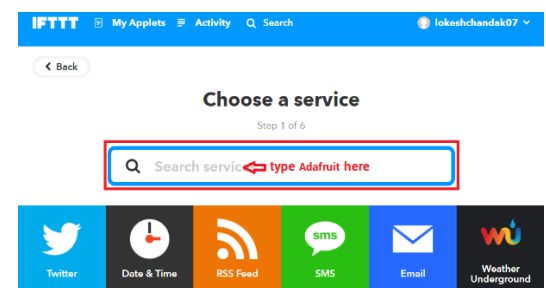 IFTTT My Applets Activity Search lokeshchandak07
Back
Choose a service
Step 1 of 6
Search servic type Adafruit here
sms
Twitter Date & Time RSS Feed SMS Email Weather
Underground